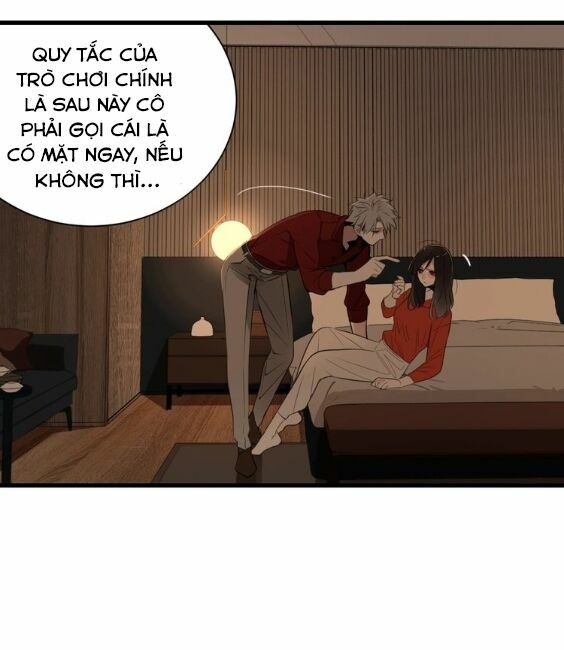 QUY TẮC CỦA
TRÒ CHƠI CHÍNH
LÀ SAU NÀY CÔ
PHẢI GỌI CÁI LÀ
CÓ MẶT NGAY, NẾU
KHÔNG THÌ...